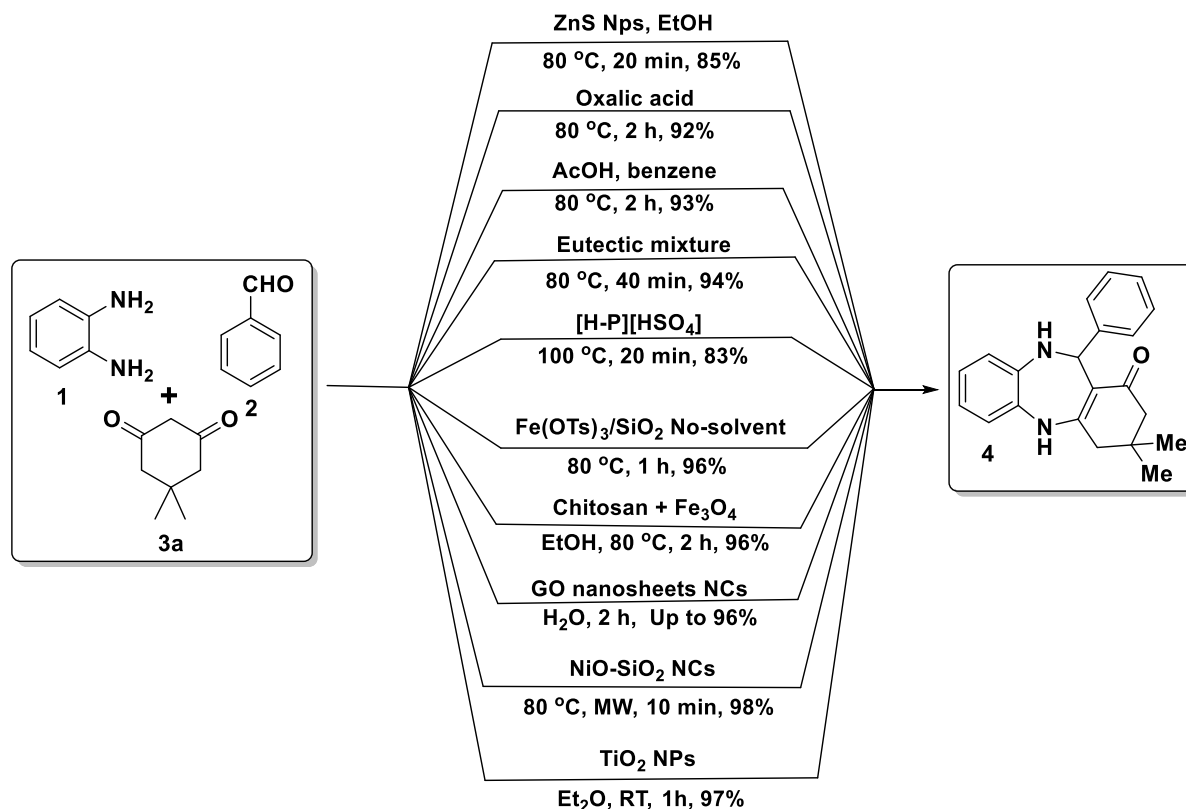 ZnS Nps, EtOH
80 °C, 20 min, 85%
Oxalic acid
80 °C, 2 h, 92%
AcOH, benzene
80 °C, 2 h, 93%
Eutectic mixture
80 °C, 40 min, 94%
[H-P][HSO₄]
100 °C, 20 min, 83%
Fe(OTs)₃/SiO₂ No-solvent
80 °C, 1 h, 96%
Chitosan + Fe₃O₄
EtOH, 80 °C, 2 h, 96%
GO nanosheets NCs
H₂O, 2 h, Up to 96%
NiO-SiO₂ NCs
80 °C, MW, 10 min, 98%
TiO₂ NPs
Et₂O, RT, 1h, 97%
CHO
NH₂
NH₂
1
+
2
O
O
3a
H
N
O
N
H
4
Me
Me